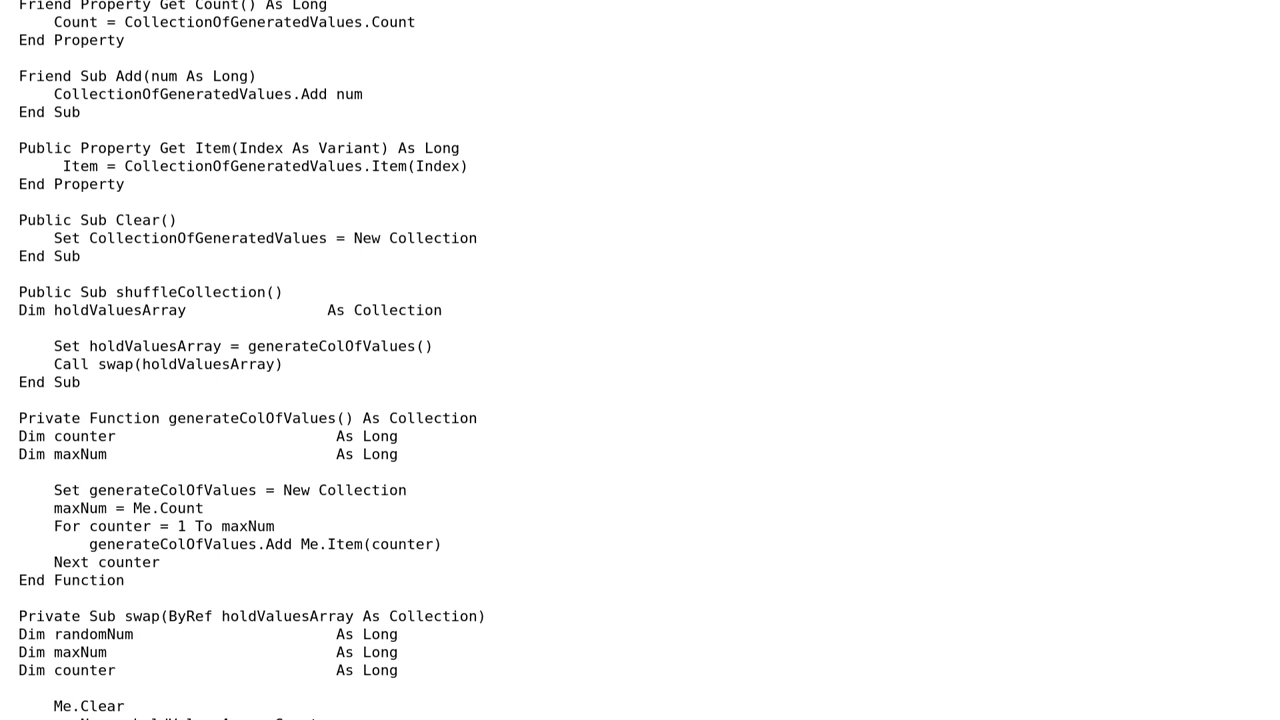 Friend Property Get Count() As Long
    Count = CollectionOfGeneratedValues.Count
End Property

Friend Sub Add(num As Long)
    CollectionOfGeneratedValues.Add num
End Sub

Public Property Get Item(Index As Variant) As Long
     Item = CollectionOfGeneratedValues.Item(Index)
End Property

Public Sub Clear()
    Set CollectionOfGeneratedValues = New Collection
End Sub

Public Sub shuffleCollection()
Dim holdValuesArray                As Collection

    Set holdValuesArray = generateColOfValues()
    Call swap(holdValuesArray)
End Sub

Private Function generateColOfValues() As Collection
Dim counter                         As Long
Dim maxNum                          As Long

    Set generateColOfValues = New Collection
    maxNum = Me.Count
    For counter = 1 To maxNum
        generateColOfValues.Add Me.Item(counter)
    Next counter
End Function

Private Sub swap(ByRef holdValuesArray As Collection)
Dim randomNum                       As Long
Dim maxNum                          As Long
Dim counter                         As Long

    Me.Clear